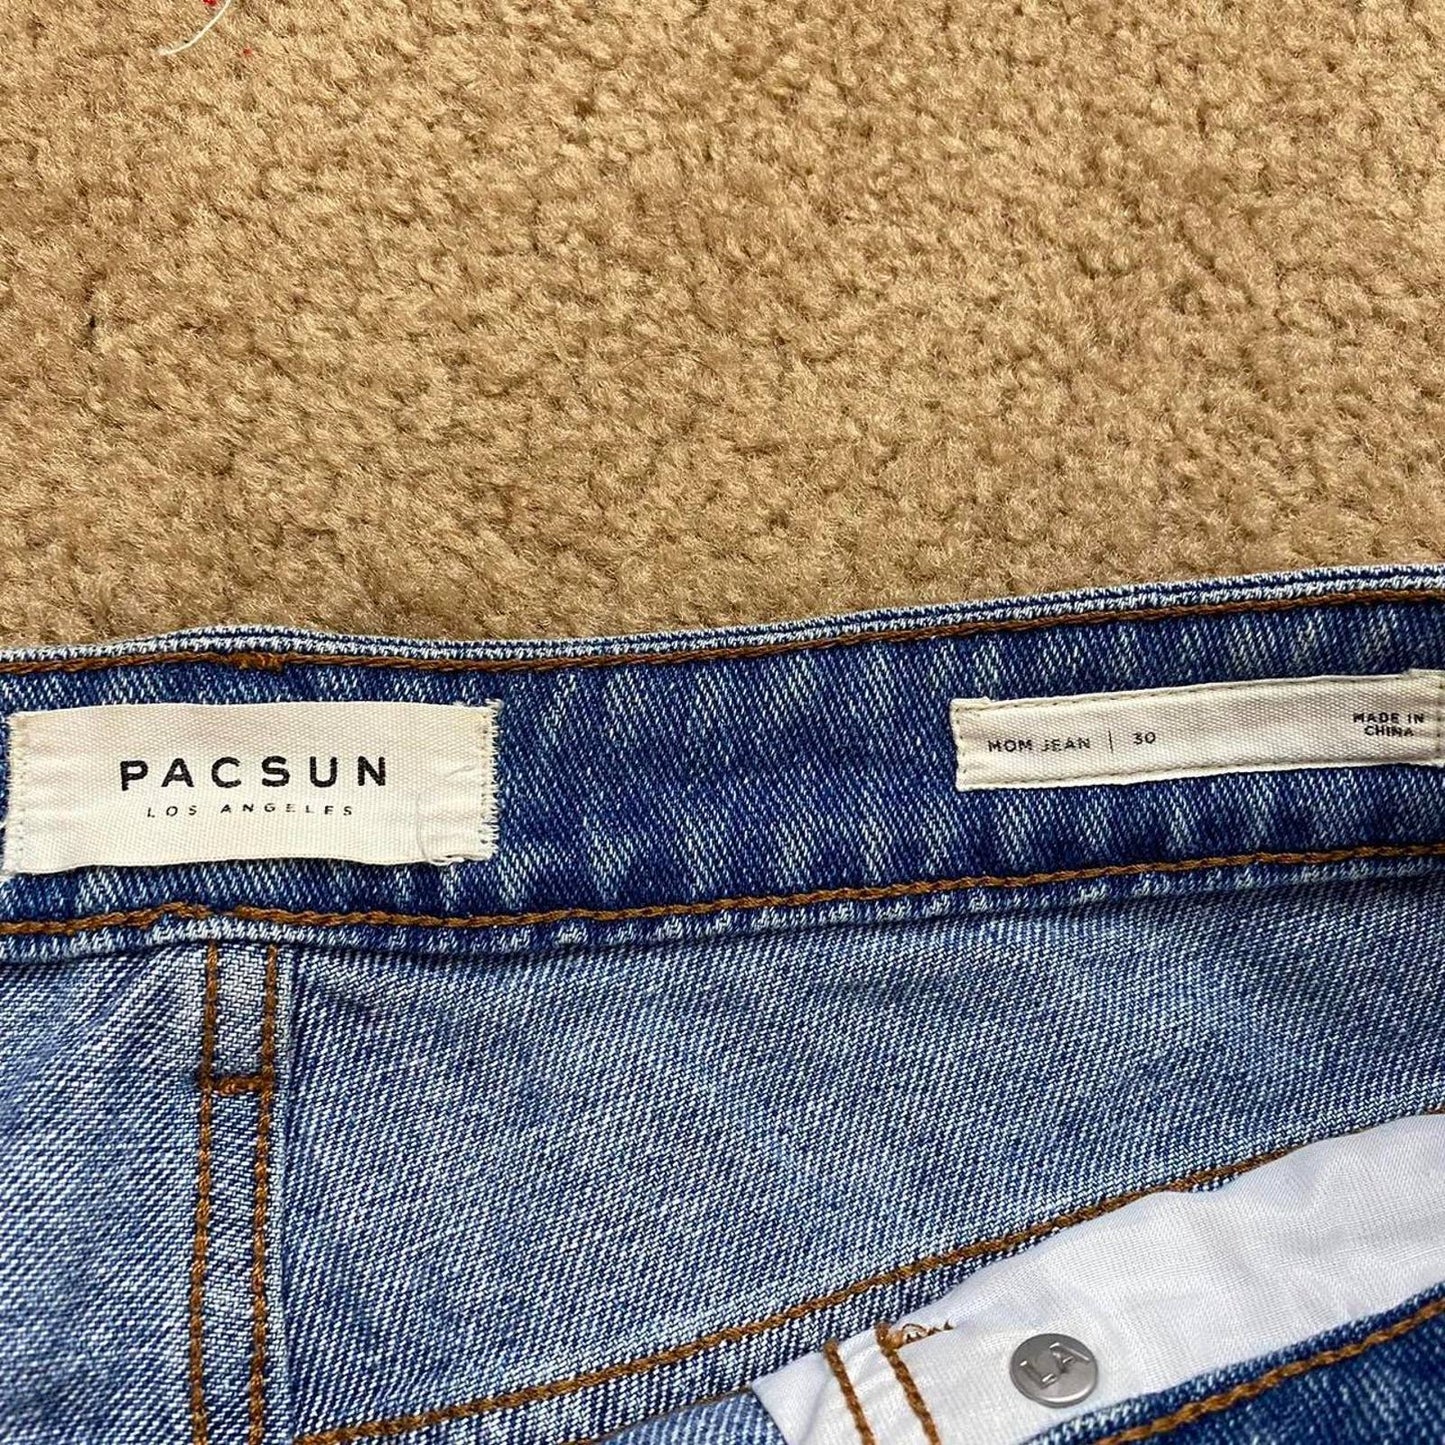 PACSUN
LOS ANGELES
MOM JEAN | 30
MADE IN
CHINA
LA